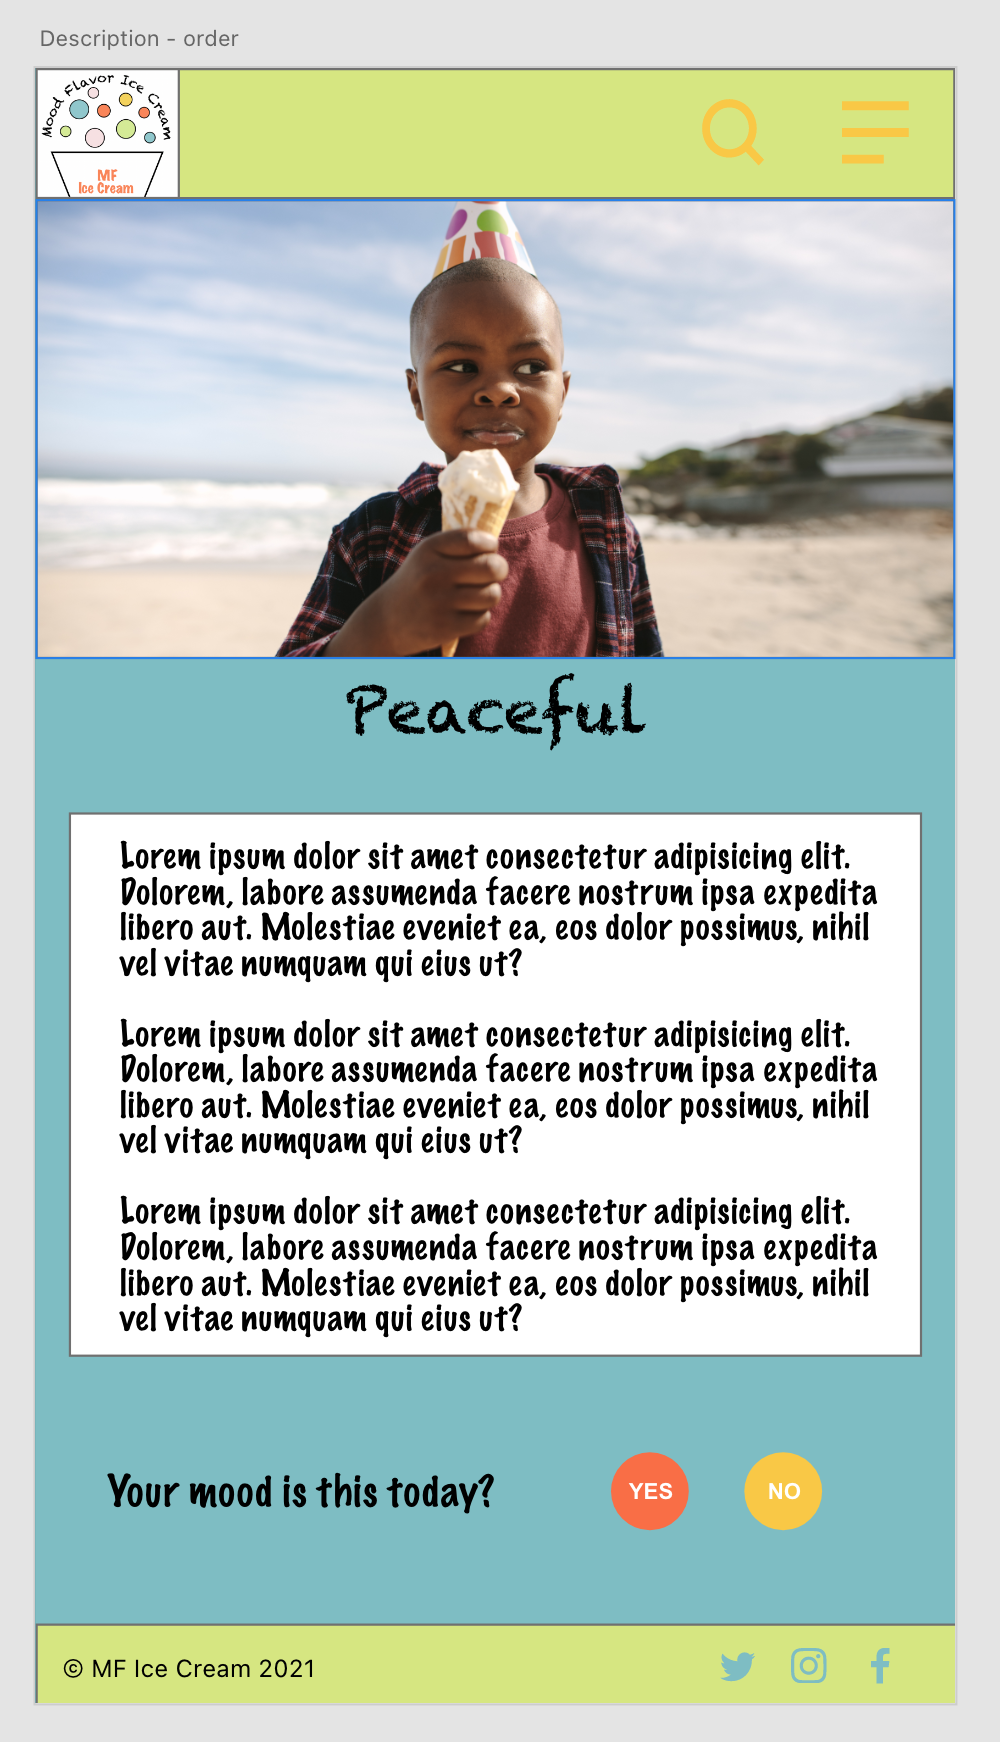 Description - order
Mood Flavor Ice Cream
MF
Ice Cream
Peaceful
Lorem ipsum dolor sit amet consectetur adipisicing elit.
Dolorem, labore assumenda facere nostrum ipsa expedita
libero aut. Molestiae eveniet ea, eos dolor possimus, nihil
vel vitae numquam qui eius ut?
Lorem ipsum dolor sit amet consectetur adipisicing elit.
Dolorem, labore assumenda facere nostrum ipsa expedita
libero aut. Molestiae eveniet ea, eos dolor possimus, nihil
vel vitae numquam qui eius ut?
Lorem ipsum dolor sit amet consectetur adipisicing elit.
Dolorem, labore assumenda facere nostrum ipsa expedita
libero aut. Molestiae eveniet ea, eos dolor possimus, nihil
vel vitae numquam qui eius ut?
Your mood is this today? YES NO
© MF Ice Cream 2021